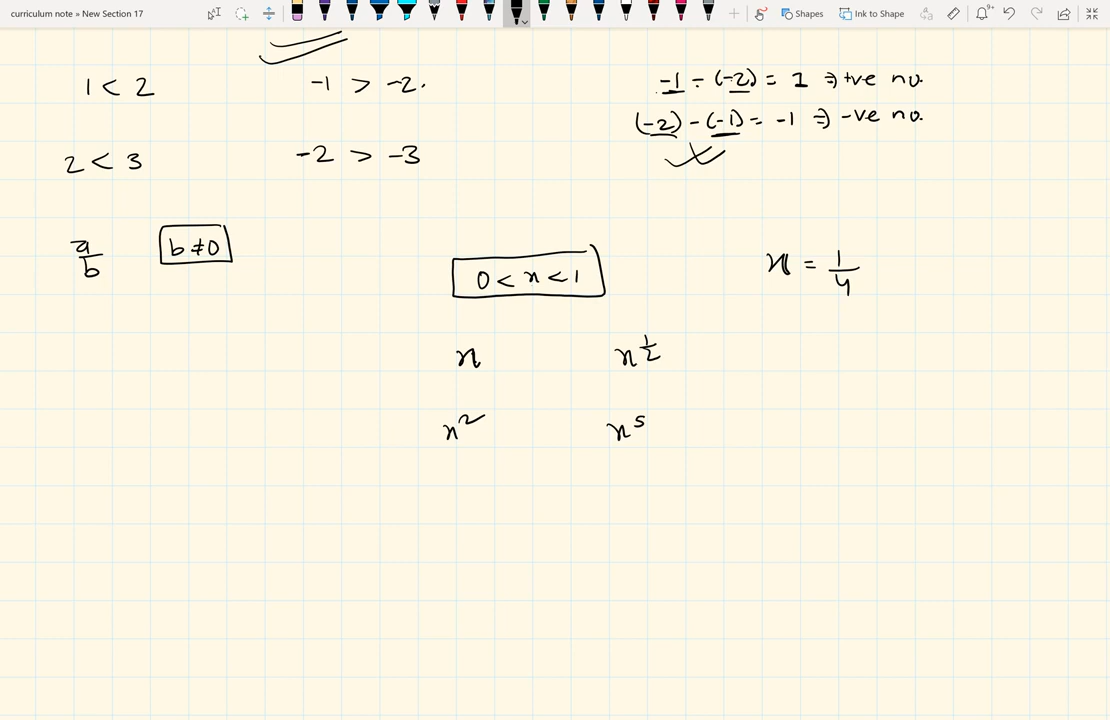 curriculum note » New Section 17
9+
Shapes
Ink to Shape
1 < 2   -1 > -2.   -1 - (-2) = 1 ⇒ +ve no.
(-2) - (-1) = -1 ⇒ -ve no.
2 < 3   -2 > -3
a/b   b ≠ 0   0 < x < 1   x = 1/4
x   x^1/2
x^2   x^5